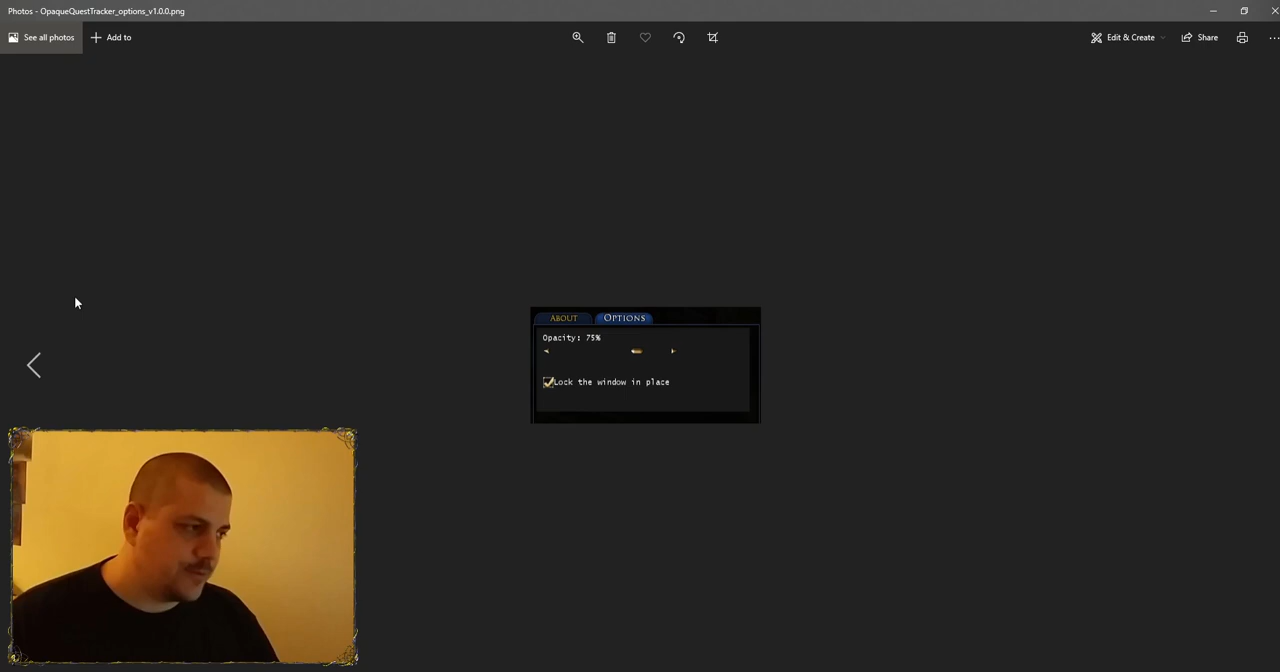 Photos - OpaqueQuestTracker_options_v1.0.0.png
See all photos
Add to
Edit & Create
Share
ABOUT
OPTIONS
Opacity: 75%
Lock the window in place